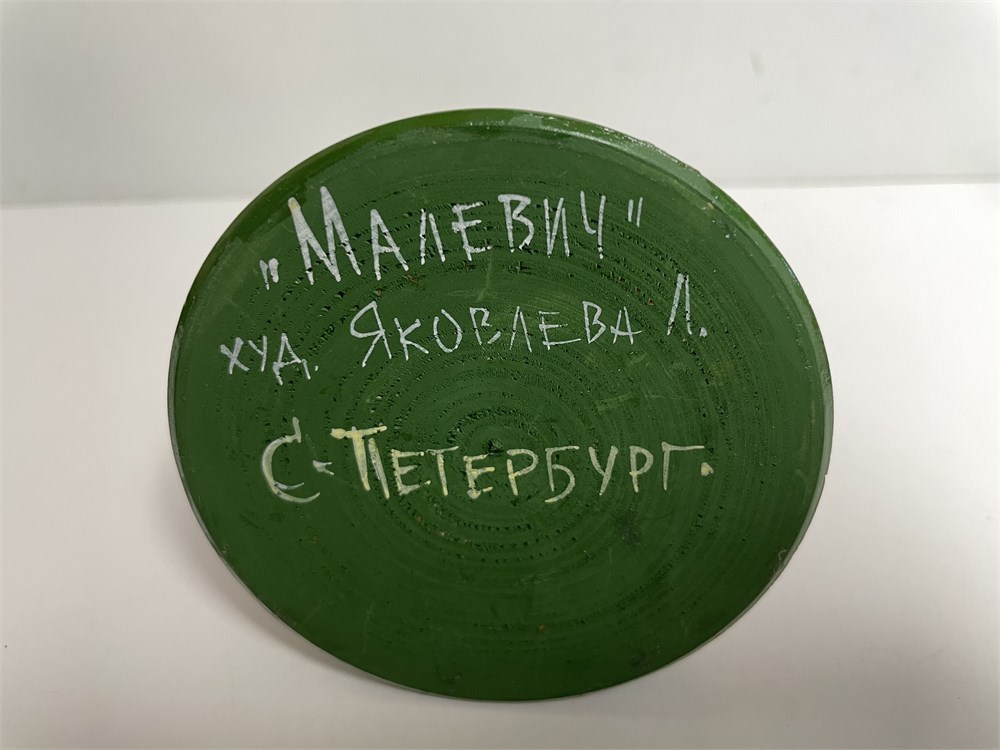 „Малевич"
худ. Яковлева Л.
С-Петербург.